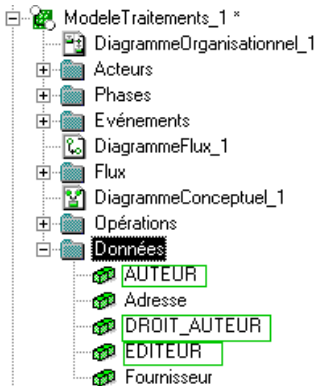 ModeleTraitements_1 *
DiagrammeOrganisationnel_1
Acteurs
Phases
Evénements
DiagrammeFlux_1
Flux
DiagrammeConceptuel_1
Opérations
Données
AUTEUR
Adresse
DROIT_AUTEUR
EDITEUR
Fournisseur